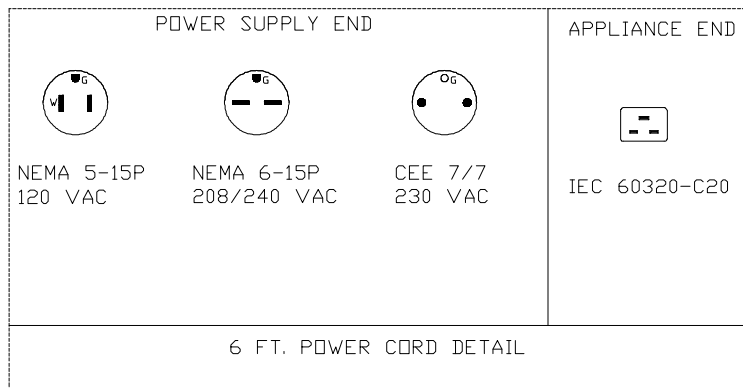 POWER SUPPLY END
APPLIANCE END
G
W
G
G
NEMA 5-15P
120 VAC
NEMA 6-15P
208/240 VAC
CEE 7/7
230 VAC
IEC 60320-C20
6 FT. POWER CORD DETAIL